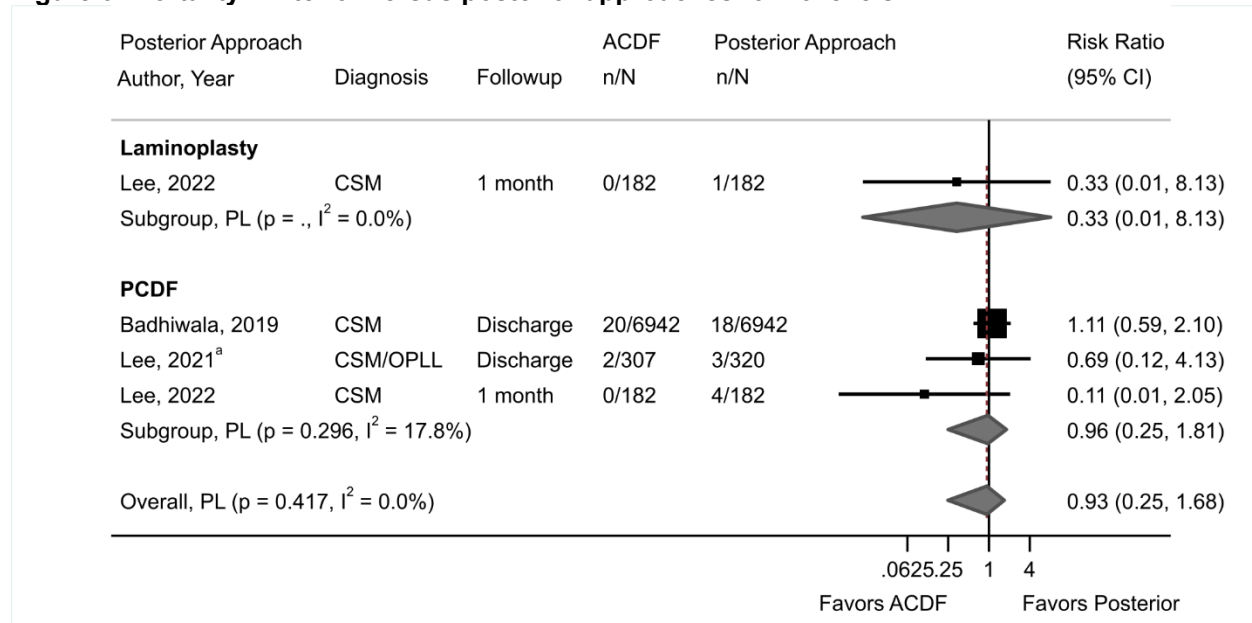 versus posterior approaches
Posterior Approach ACDF Posterior Approach Risk Ratio
Author, Year Diagnosis Followup n/N n/N (95% CI)
Laminoplasty
Lee, 2022 CSM 1 month 0/182 1/182 0.33 (0.01, 8.13)
Subgroup, PL (p = ., I² = 0.0%) 0.33 (0.01, 8.13)
PCDF
Badhiwala, 2019 CSM Discharge 20/6942 18/6942 1.11 (0.59, 2.10)
Lee, 2021ᵃ CSM/OPLL Discharge 2/307 3/320 0.69 (0.12, 4.13)
Lee, 2022 CSM 1 month 0/182 4/182 0.11 (0.01, 2.05)
Subgroup, PL (p = 0.296, I² = 17.8%) 0.96 (0.25, 1.81)
Overall, PL (p = 0.417, I² = 0.0%) 0.93 (0.25, 1.68)
.0625 .25 1 4
Favors ACDF Favors Posterior